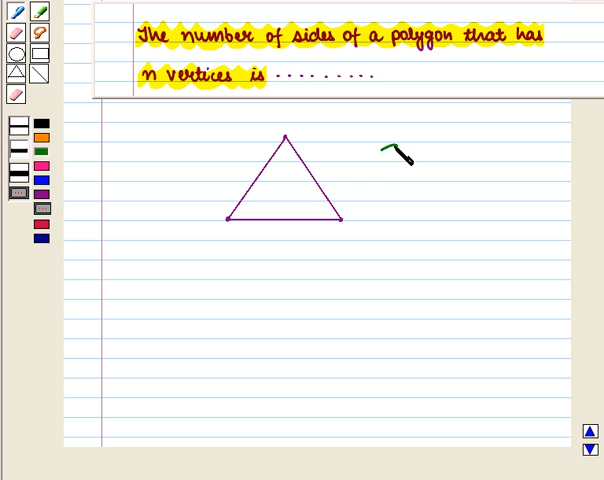 The number of sides of a polygon that has
n vertices is ..........